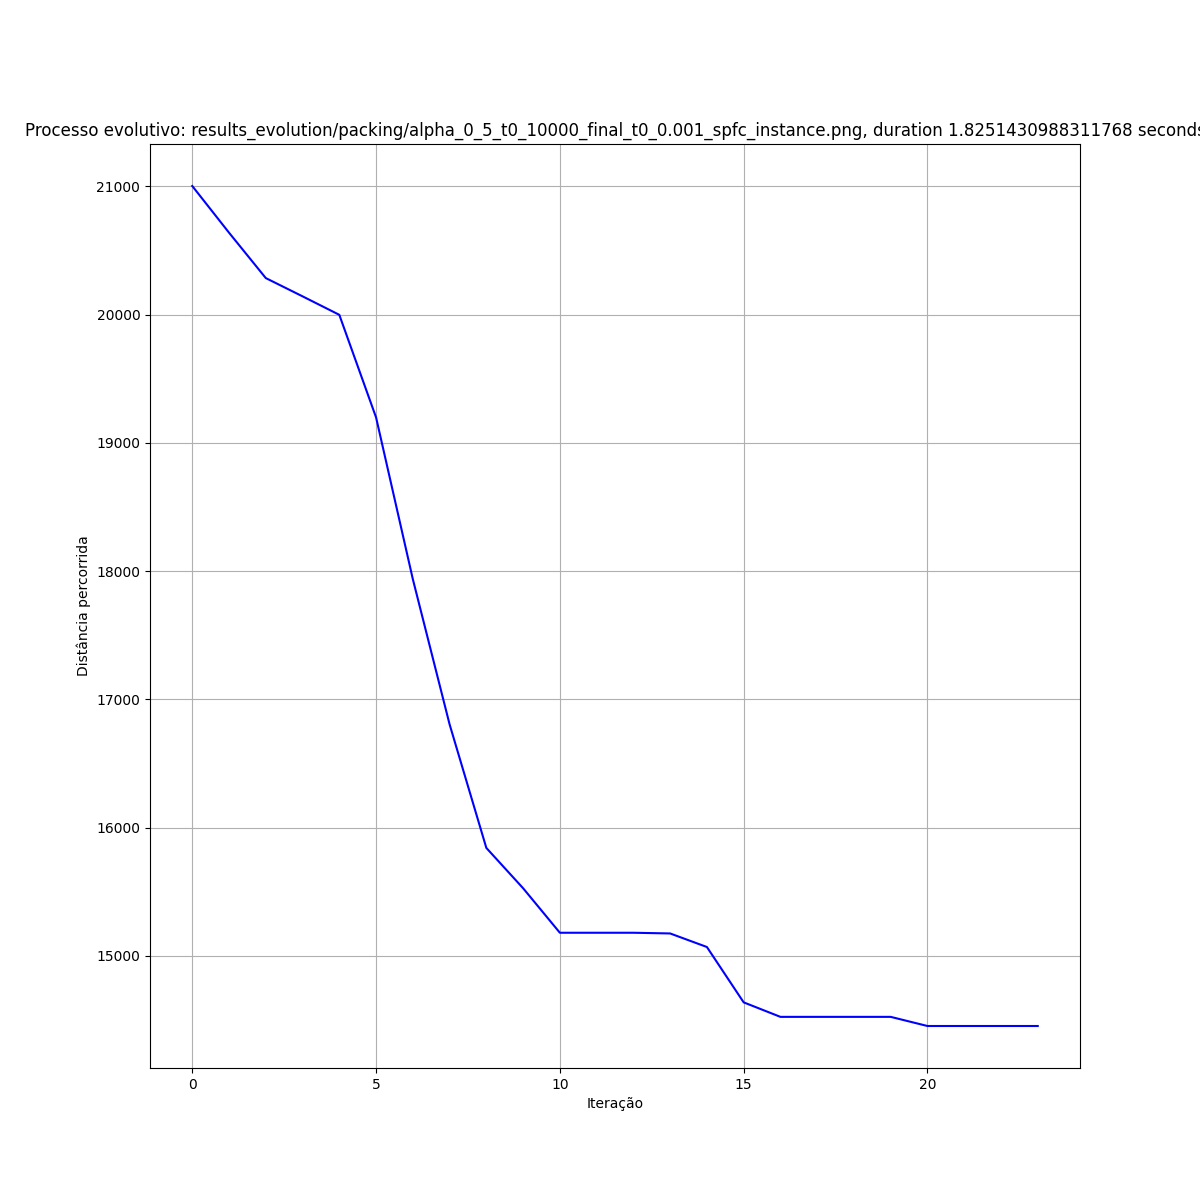 Processo evolutivo: results_evolution/packing/alpha_0_5_t0_10000_final_t0_0.001_spfc_instance.png, duration 1.8251430988311768 seconds
21000
20000
19000
18000
17000
16000
15000
Distância percorrida
0 5 10 15 20
Iteração